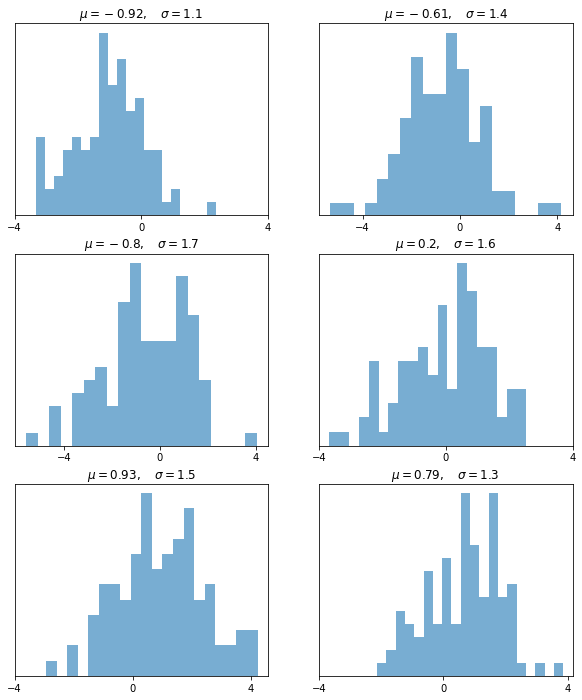 μ = −0.92, σ = 1.1
−4 0 4
μ = −0.61, σ = 1.4
−4 0 4
μ = −0.8, σ = 1.7
−4 0 4
μ = 0.2, σ = 1.6
−4 0 4
μ = 0.93, σ = 1.5
−4 0 4
μ = 0.79, σ = 1.3
−4 0 4